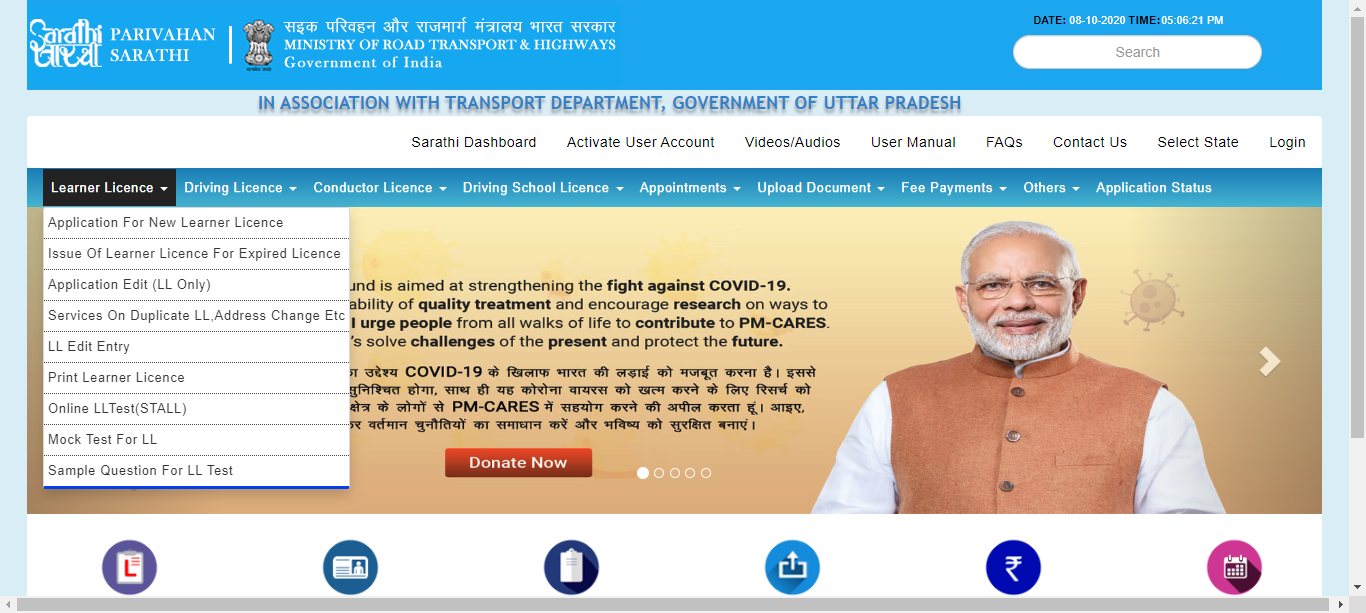 Sarathi
सारथी
PARIVAHAN
SARATHI
सड़क परिवहन और राजमार्ग मंत्रालय भारत सरकार
MINISTRY OF ROAD TRANSPORT & HIGHWAYS
Government of India
DATE: 08-10-2020 TIME:05:06:21 PM
Search
IN ASSOCIATION WITH TRANSPORT DEPARTMENT, GOVERNMENT OF UTTAR PRADESH
Sarathi Dashboard Activate User Account Videos/Audios User Manual FAQs Contact Us Select State Login
Learner Licence Driving Licence Conductor Licence Driving School Licence Appointments Upload Document Fee Payments Others Application Status
Application For New Learner Licence
Issue Of Learner Licence For Expired Licence
Application Edit (LL Only)
Services On Duplicate LL,Address Change Etc
LL Edit Entry
Print Learner Licence
Online LLTest(STALL)
Mock Test For LL
Sample Question For LL Test
und is aimed at strengthening the fight against COVID-19.
ability of quality treatment and encourage research on ways to
I urge people from all walks of life to contribute to PM-CARES.
's solve challenges of the present and protect the future.
उद्देश्य COVID-19 के खिलाफ भारत की लड़ाई को मजबूत करना है। इससे
सुनिश्चित होगा, साथ ही यह कोरोना वायरस को खत्म करने के लिए रिसर्च को
क्षेत्र के लोगों से PM-CARES में सहयोग करने की अपील करता हूं। आइए,
वर्तमान चुनौतियों का समाधान करें और भविष्य को सुरक्षित बनाएं।
Donate Now
L
₹